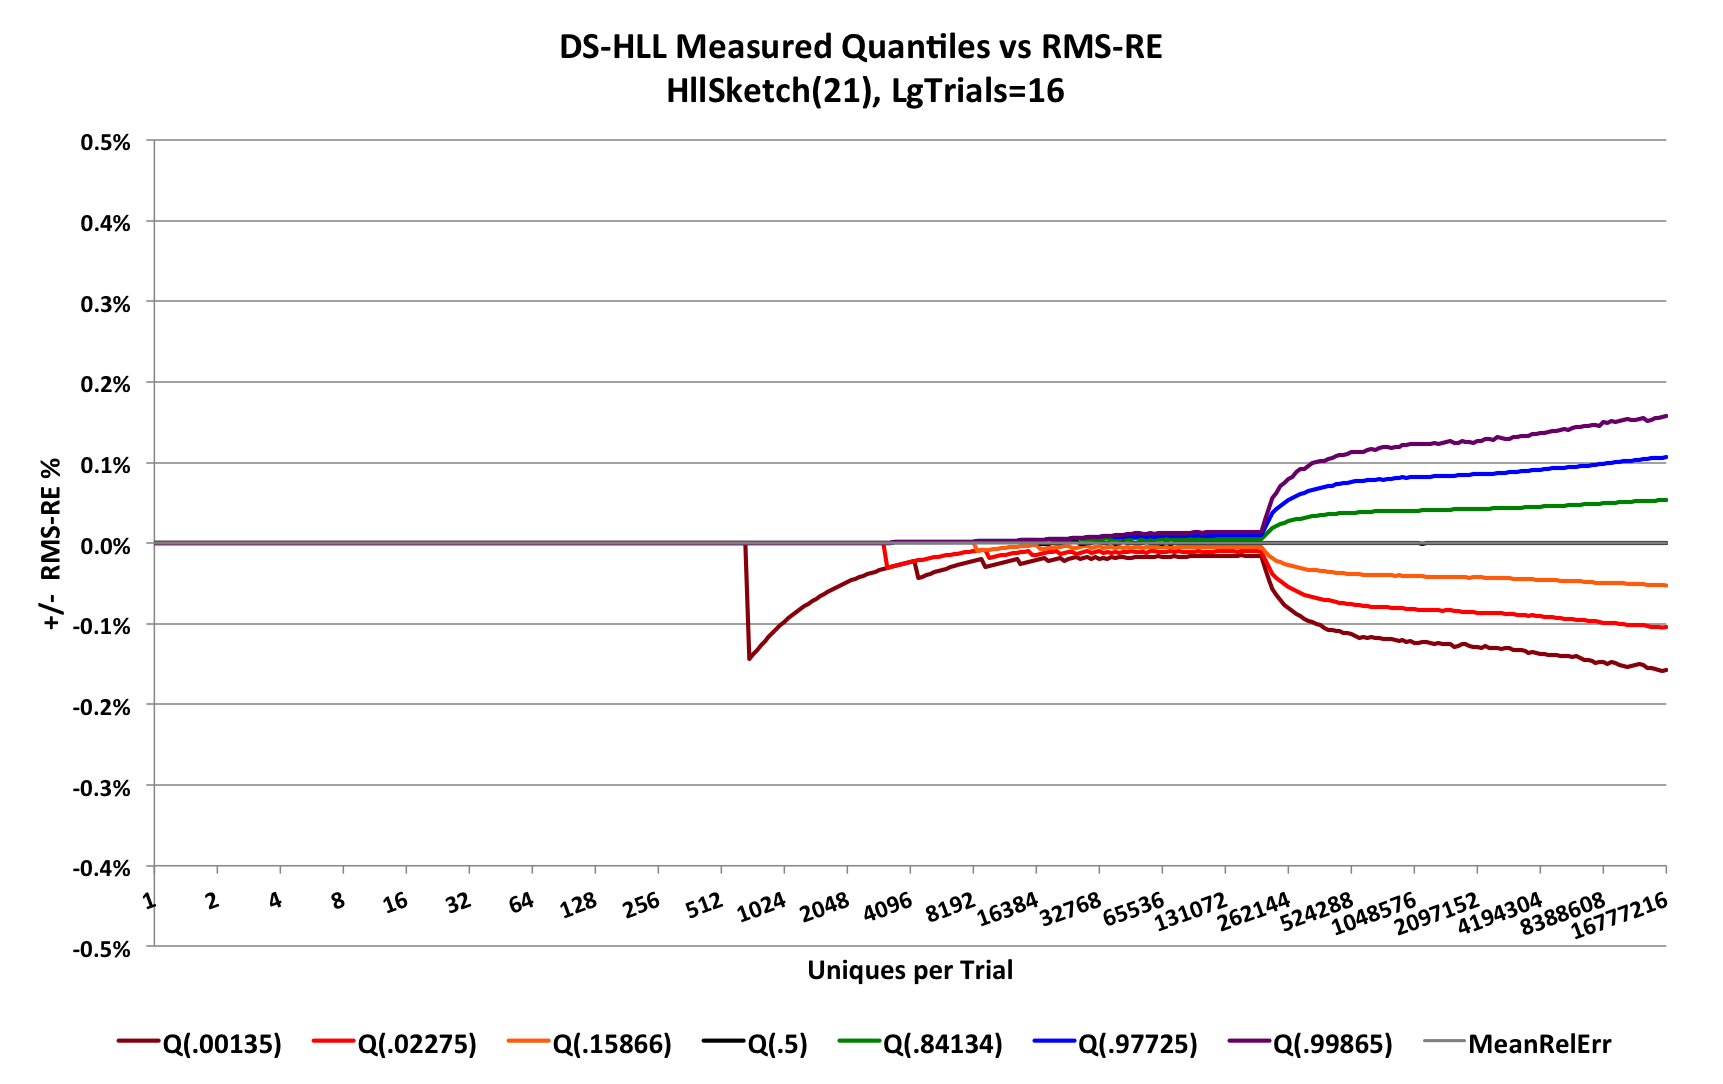 DS-HLL Measured Quantiles vs RMS-RE
HllSketch(21), LgTrials=16
0.5%
0.4%
0.3%
0.2%
0.1%
0.0%
-0.1%
-0.2%
-0.3%
-0.4%
-0.5%
+/- RMS-RE %
1 2 4 8 16 32 64 128 256 512 1024 2048 4096 8192 16384 32768 65536 131072 262144 524288 1048576 2097152 4194304 8388608 16777216
Uniques per Trial
Q(.00135) Q(.02275) Q(.15866) Q(.5) Q(.84134) Q(.97725) Q(.99865) MeanRelErr